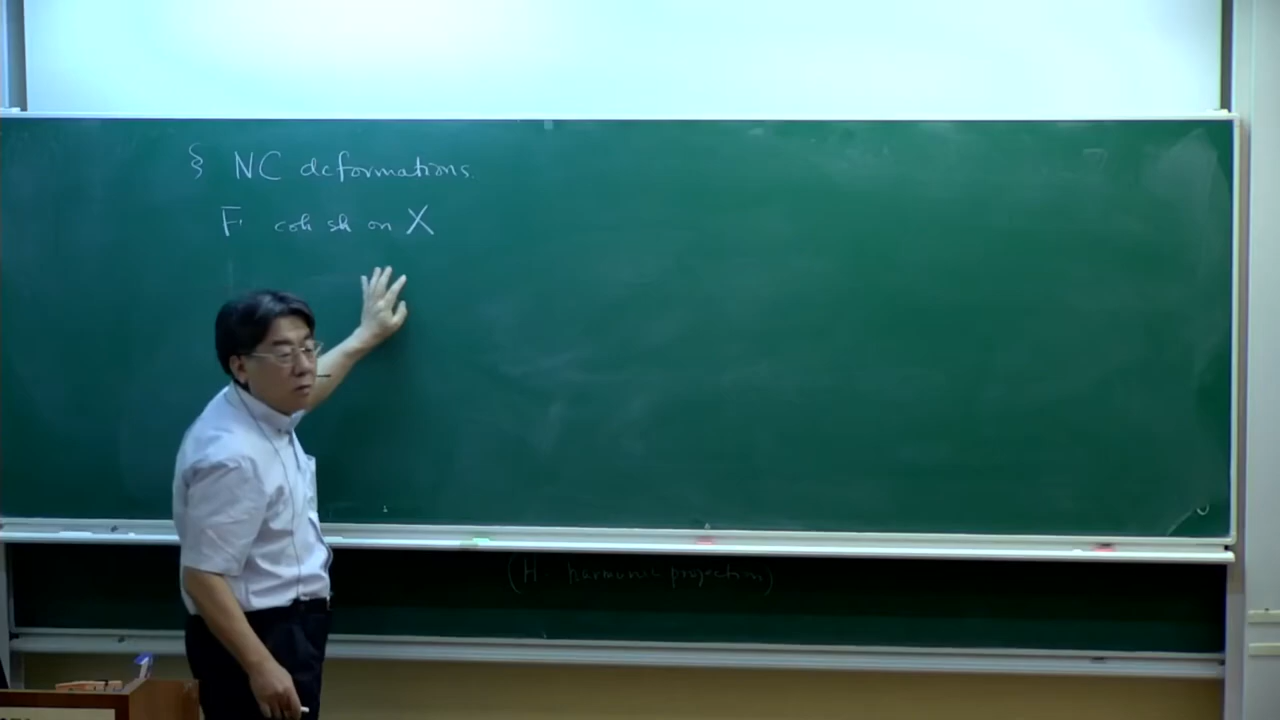 § NC deformations.
F coh sh on X
(H harmonic projection)